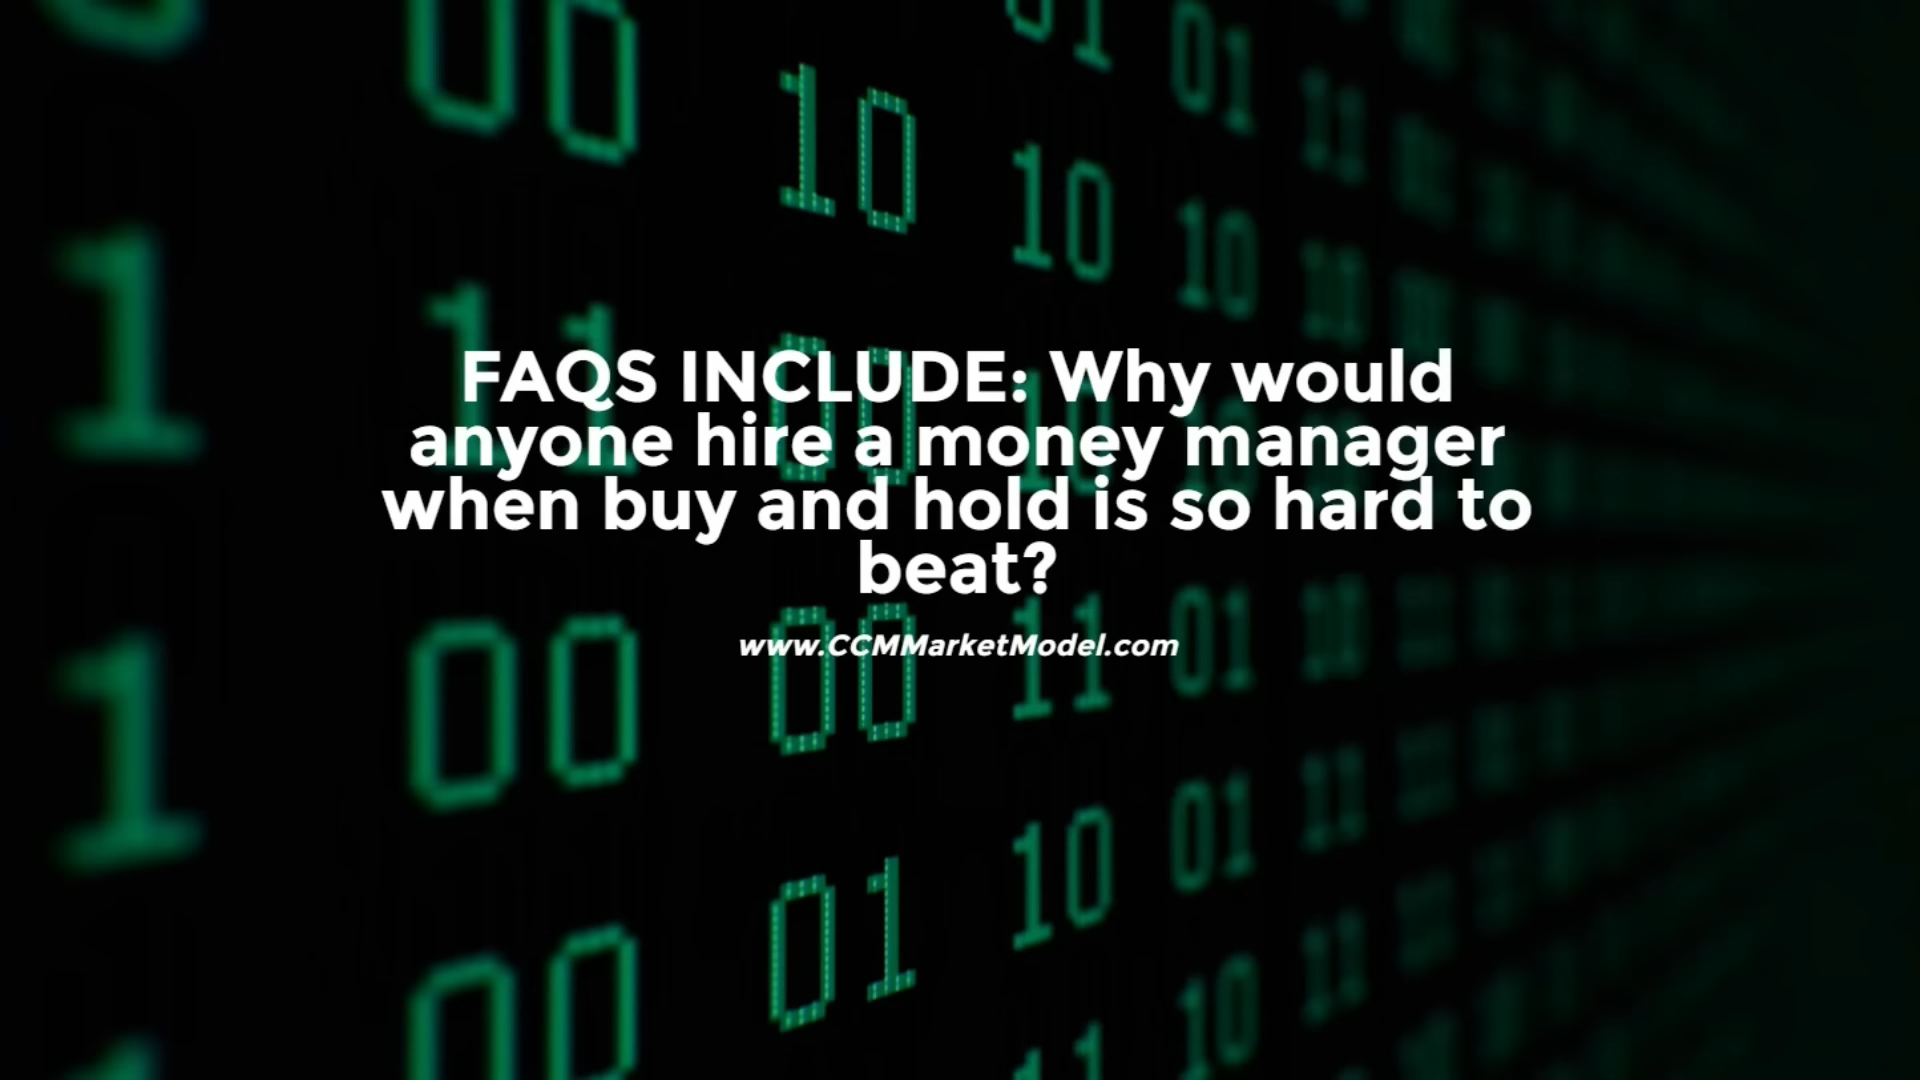 FAQS INCLUDE: Why would
anyone hire a money manager
when buy and hold is so hard to
beat?
www.CCMMarketModel.com